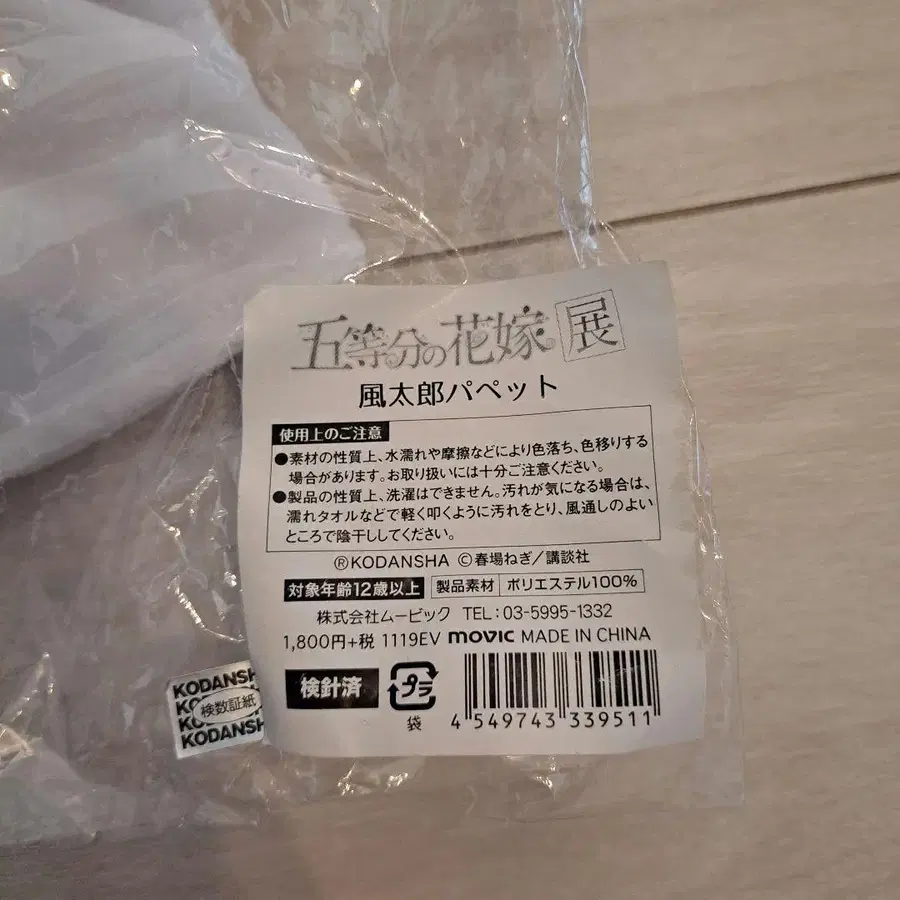 五等分の花嫁 展
風太郎パペット
使用上のご注意
●素材の性質上、水濡れや摩擦などにより色落ち、色移りする
場合があります。お取り扱いには十分ご注意ください。
●製品の性質上、洗濯はできません。汚れが気になる場合は、
濡れタオルなどで軽く叩くように汚れをとり、風通しのよい
ところで陰干ししてください。
®KODANSHA ©春場ねぎ/講談社
対象年齢12歳以上 製品素材 ポリエステル100%
株式会社ムービック TEL:03-5995-1332
1,800円+税 1119EV movic MADE IN CHINA
検針済 プラ
袋 4 549743 339511
KODANSH
検数証紙
KODANSH